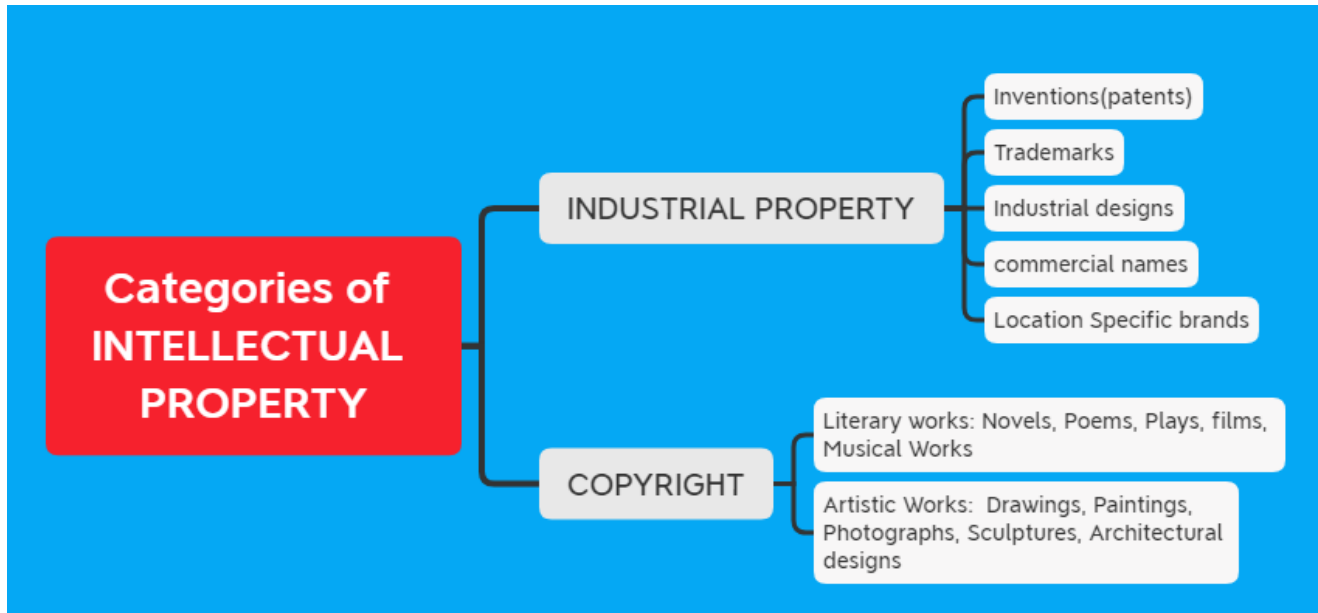 Categories of
INTELLECTUAL
PROPERTY
INDUSTRIAL PROPERTY
Inventions(patents)
Trademarks
Industrial designs
commercial names
Location Specific brands
COPYRIGHT
Literary works: Novels, Poems, Plays, films,
Musical Works
Artistic Works:  Drawings, Paintings,
Photographs, Sculptures, Architectural
designs